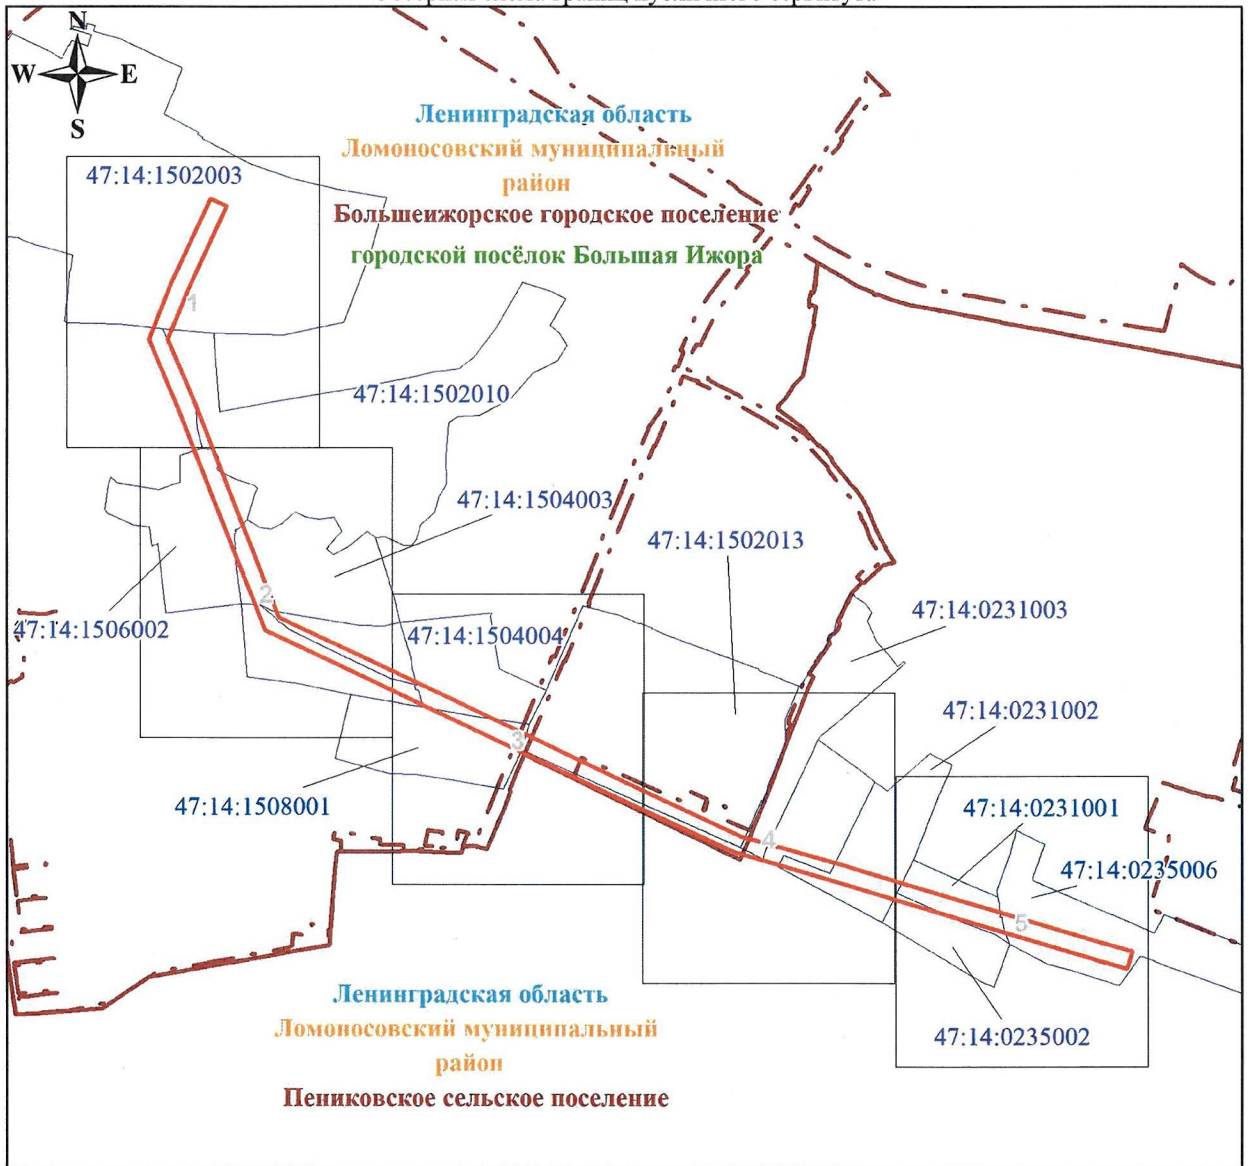 N
W E
S
Ленинградская область
Ломоносовский муниципальный
район
Большеижорское городское поселение
городской посёлок Большая Ижора
47:14:1502003
1
47:14:1502010
47:14:1504003
47:14:1502013
2
47:14:1506002
47:14:1504004
47:14:0231003
47:14:0231002
3
47:14:1508001
47:14:0231001
4
47:14:0235006
5
47:14:0235002
Ленинградская область
Ломоносовский муниципальный
район
Пениковское сельское поселение